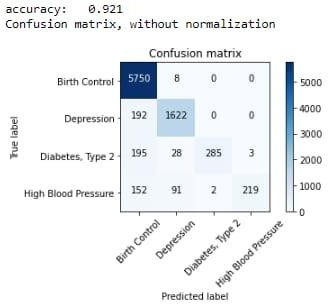 accuracy:   0.921
Confusion matrix, without normalization
Confusion matrix
Birth Control 5750 8 0 0
Depression 192 1622 0 0
Diabetes, Type 2 195 28 285 3
High Blood Pressure 152 91 2 219
5000
4000
3000
2000
1000
0
True label
Birth Control
Depression
Diabetes, Type 2
High Blood Pressure
Predicted label